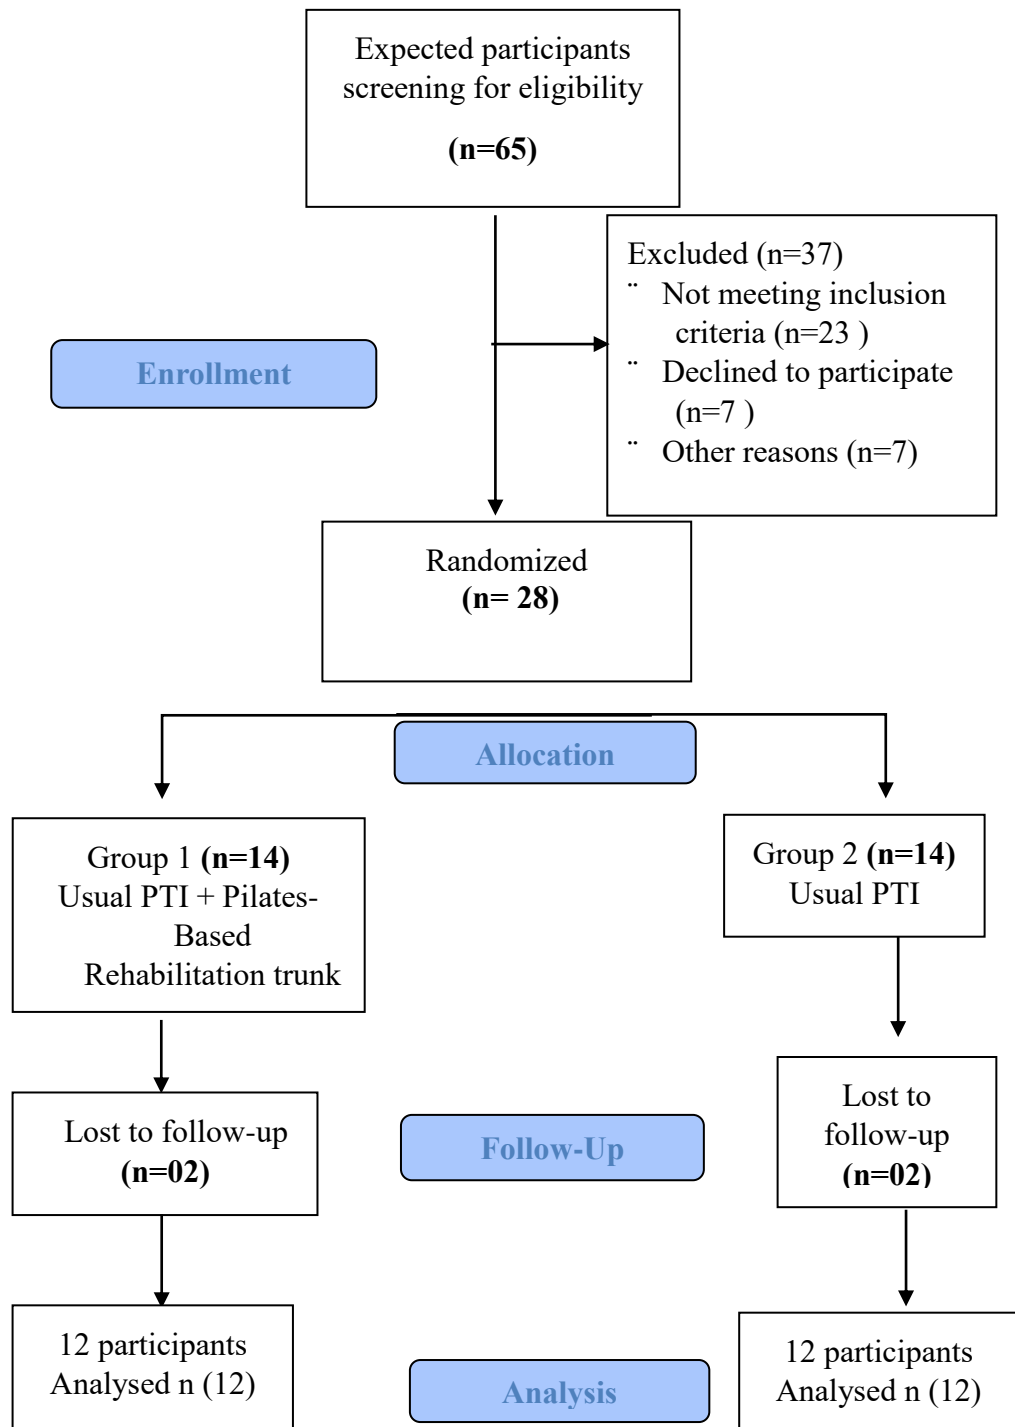 Expected participants
screening for eligibility
(n=65)
Excluded (n=37)
¨ Not meeting inclusion
criteria (n=23 )
¨ Declined to participate
(n=7 )
¨ Other reasons (n=7)
Enrollment
Randomized
(n= 28)
Allocation
Group 1 (n=14)
Usual PTI + Pilates-
Based
Rehabilitation trunk
Group 2 (n=14)
Usual PTI
Lost to follow-up
(n=02)
Follow-Up
Lost to
follow-up
(n=02)
12 participants
Analysed n (12)
Analysis
12 participants
Analysed n (12)